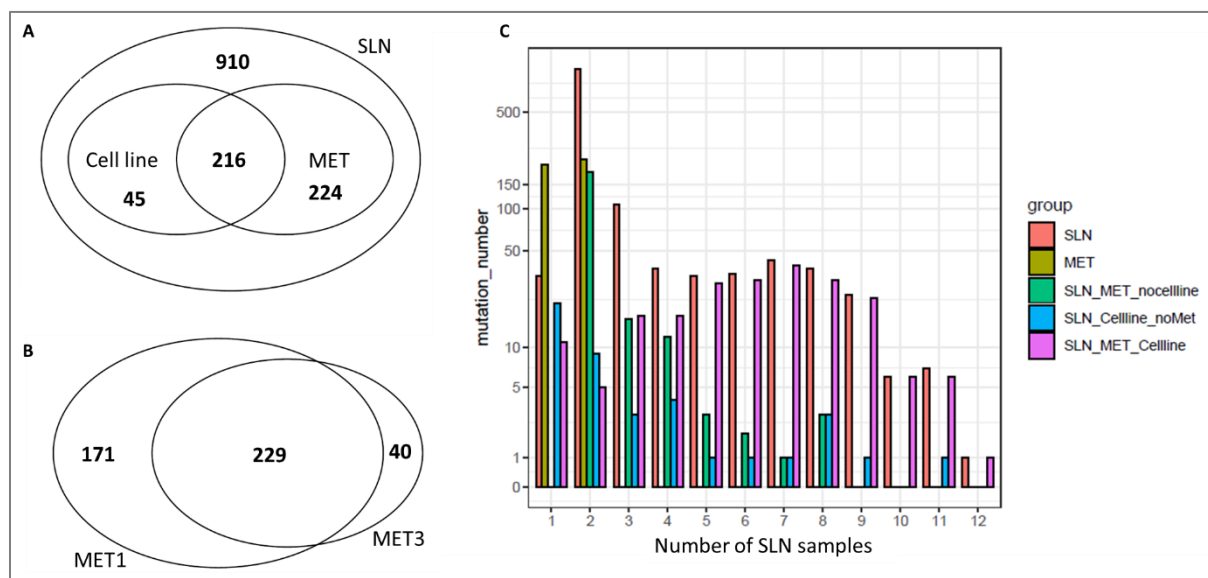 A
SLN
910
Cell line
216
MET
45
224
B
171
229
40
MET1
MET3
C
mutation_number
500
150
100
50
10
5
1
0
1 2 3 4 5 6 7 8 9 10 11 12
Number of SLN samples
group
SLN
MET
SLN_MET_nocellline
SLN_Cellline_noMet
SLN_MET_Cellline